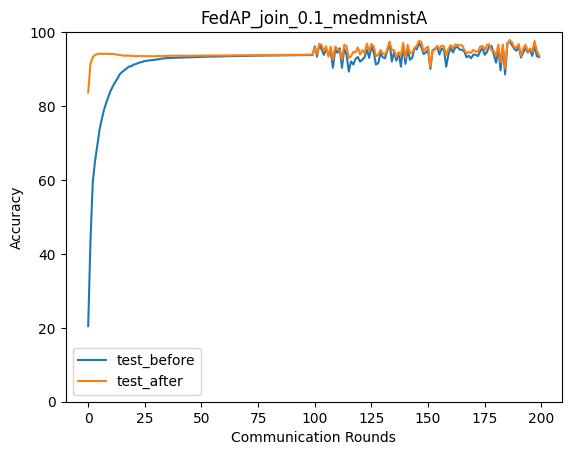 FedAP_join_0.1_medmnistA
100
80
60
40
20
0
Accuracy
test_before
test_after
0 25 50 75 100 125 150 175 200
Communication Rounds